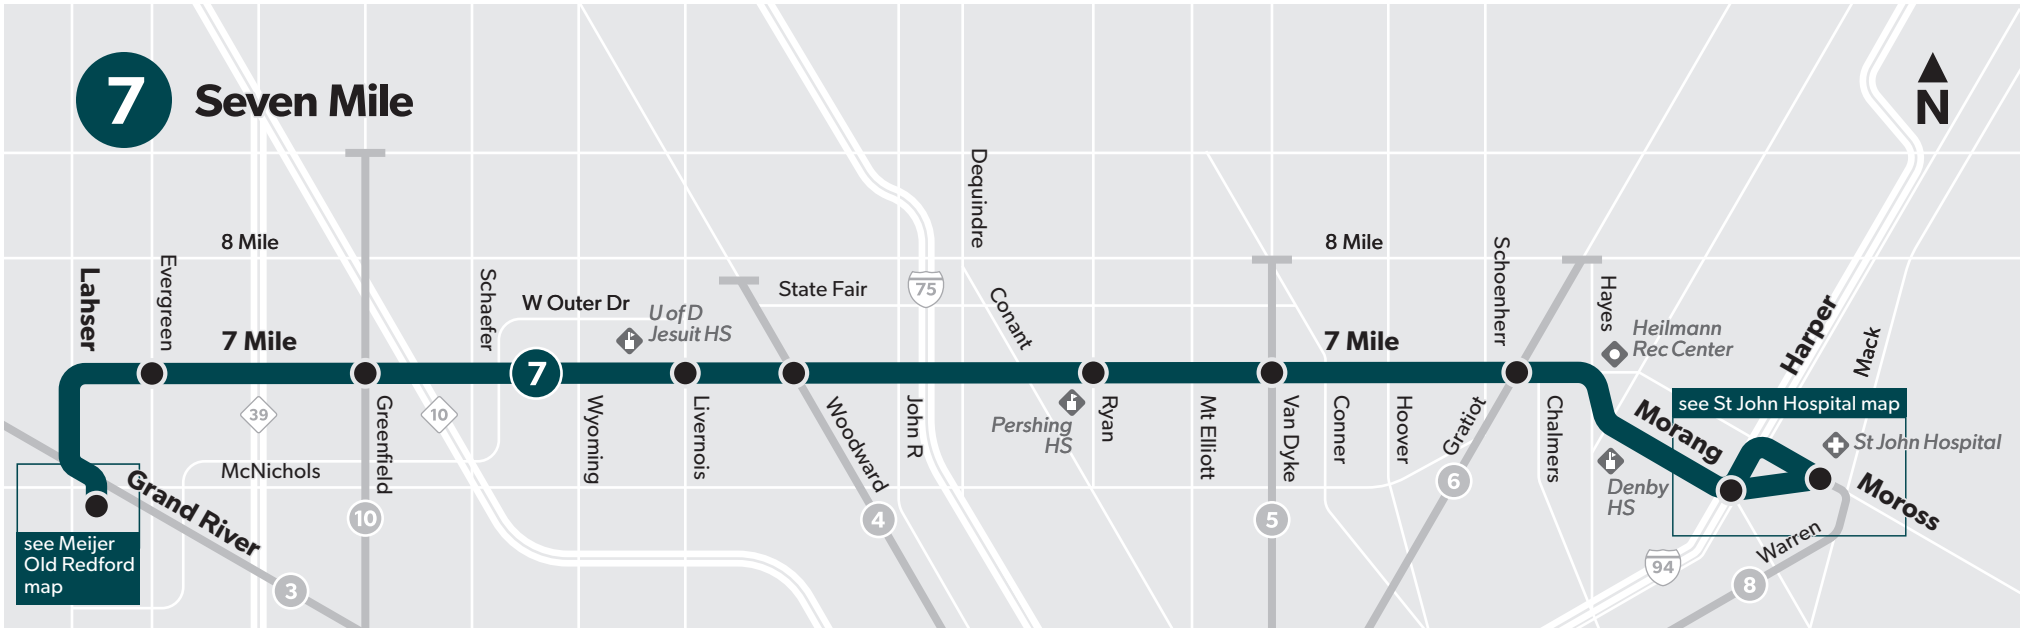 7
Seven Mile
N
Dequindre
8 Mile
8 Mile
Lahser
Evergreen
Schaefer
W Outer Dr
State Fair
75
Conant
Schoenherr
Hayes
U of D
Jesuit HS
7 Mile
7 Mile
Heilmann
Rec Center
Harper
Mack
7
39
Greenfield
10
Wyoming
Livernois
Woodward
John R
Pershing
HS
Ryan
Mt Elliott
Van Dyke
Conner
Hoover
Gratiot
Chalmers
Morang
see St John Hospital map
St John Hospital
McNichols
Grand River
Denby
HS
Moross
10
4
5
6
Warren
see Meijer
Old Redford
map
3
94
8